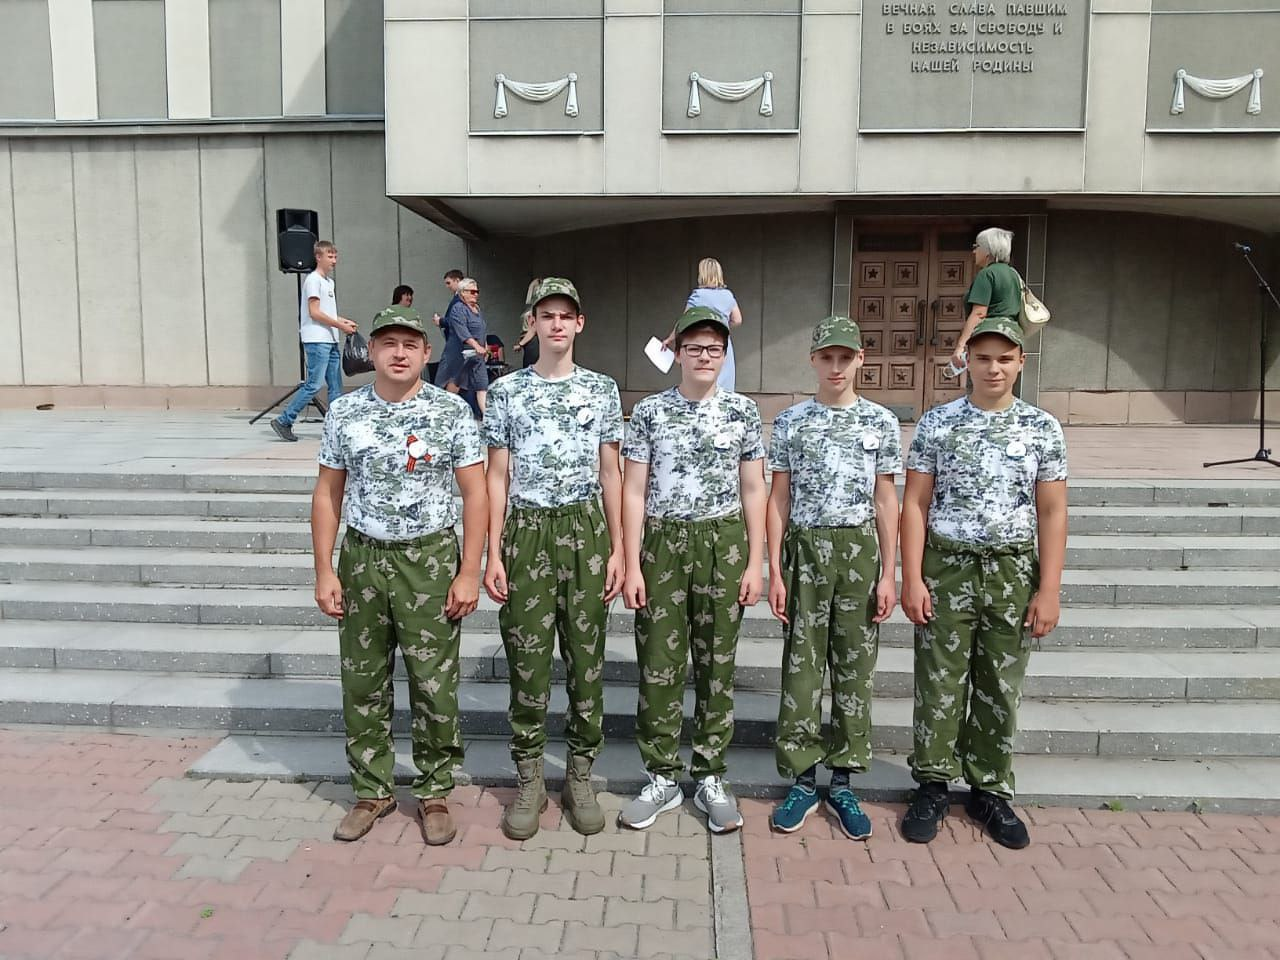 ВЕЧНАЯ СЛАВА ПАВШИМ
В БОЯХ ЗА СВОБОДУ И
НЕЗАВИСИМОСТЬ
НАШЕЙ РОДИНЫ